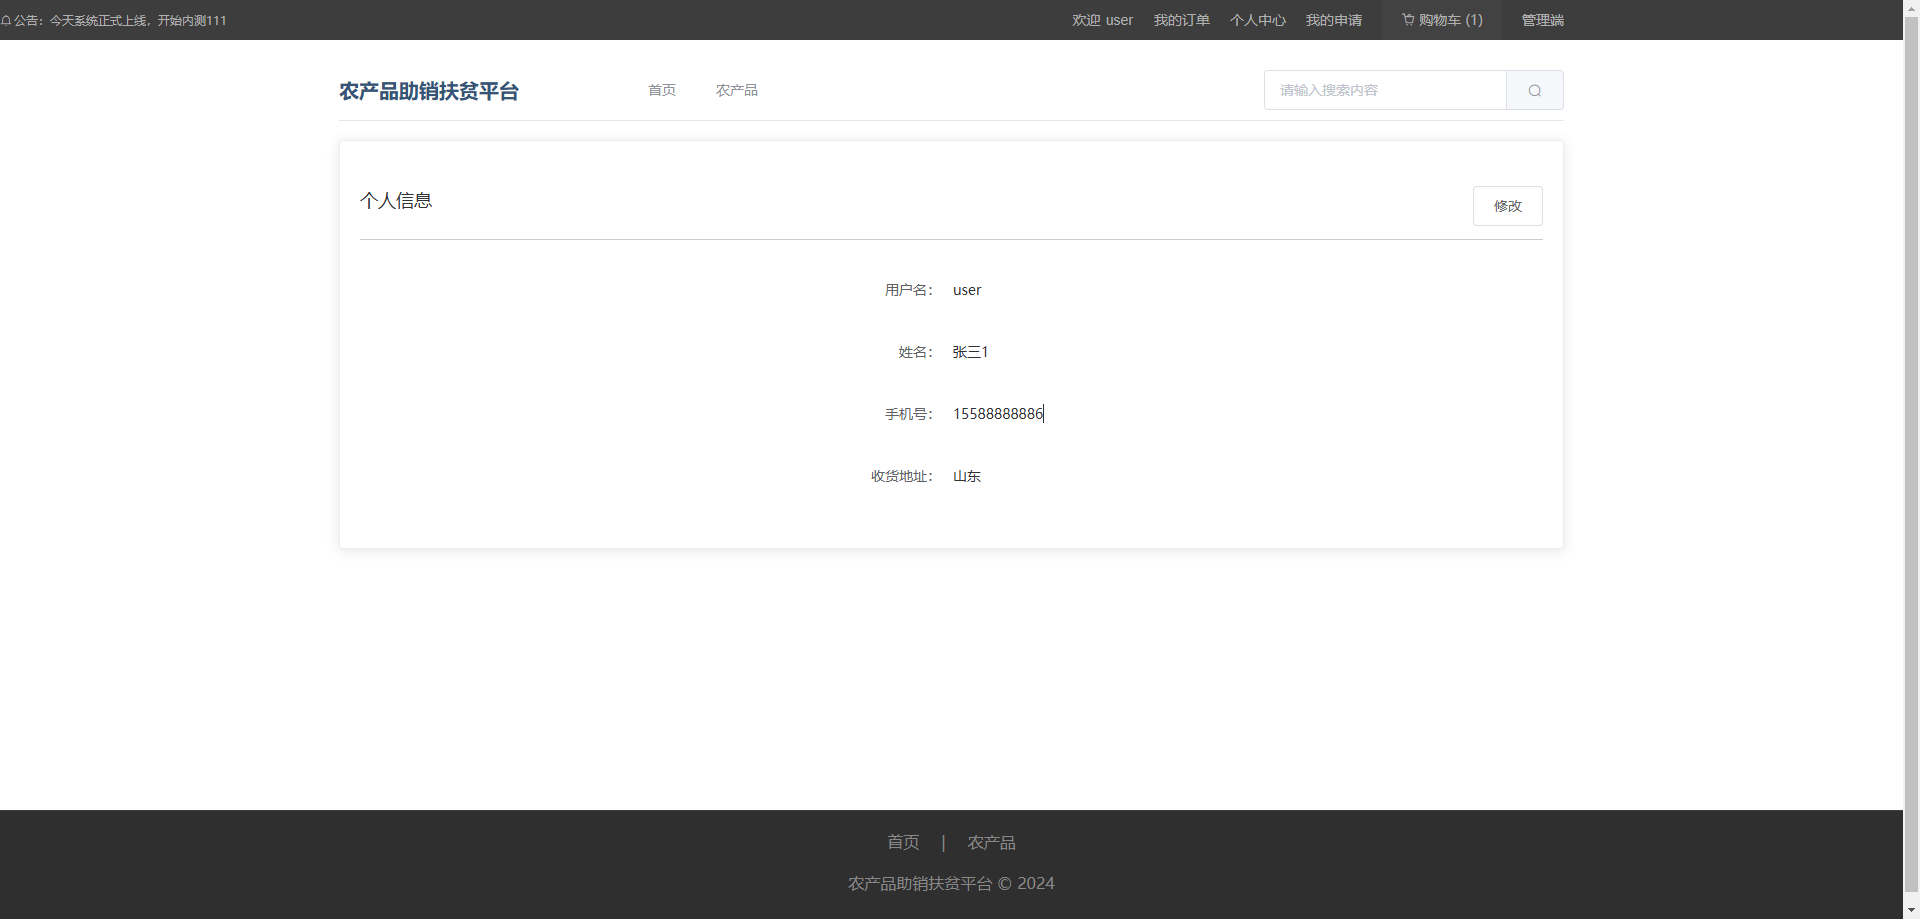 公告：今天系统正式上线，开始内测111
欢迎 user 我的订单 个人中心 我的申请 购物车 (1) 管理端
农产品助销扶贫平台 首页 农产品 请输入搜索内容
个人信息 修改
用户名： user
姓名： 张三1
手机号： 15588888886
收货地址： 山东
首页 | 农产品
农产品助销扶贫平台 © 2024